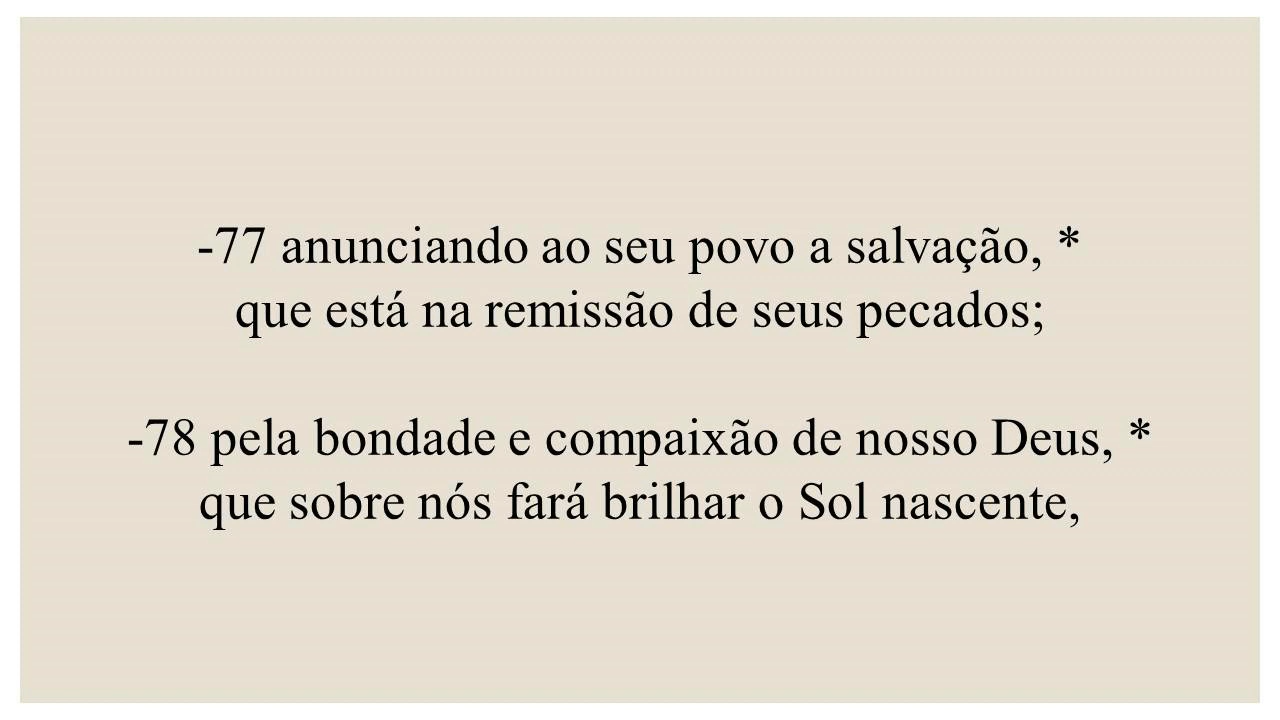 -77 anunciando ao seu povo a salvação, *
que está na remissão de seus pecados;
-78 pela bondade e compaixão de nosso Deus, *
que sobre nós fará brilhar o Sol nascente,